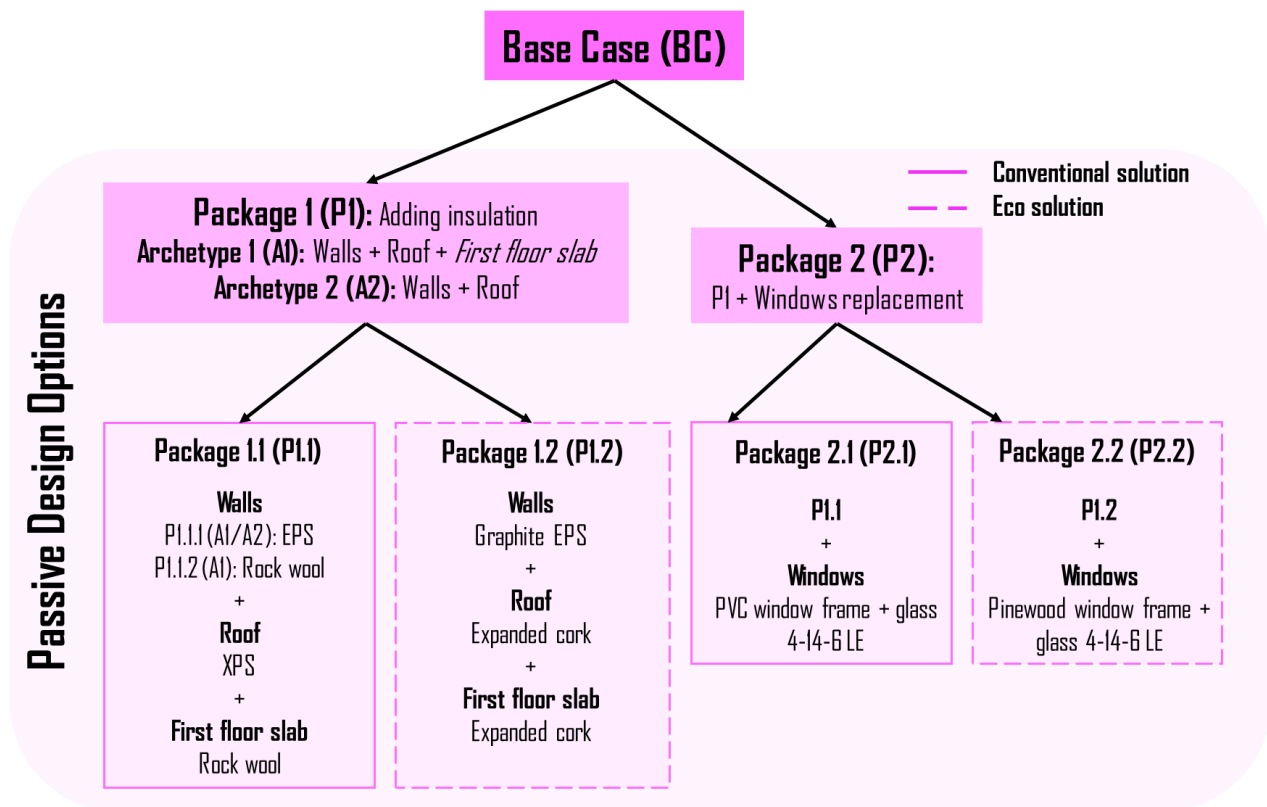 Base Case (BC)
Conventional solution
Eco solution
Package 1 (P1): Adding insulation
Archetype 1 (A1): Walls + Roof + First floor slab
Archetype 2 (A2): Walls + Roof
Package 2 (P2):
P1 + Windows replacement
Passive Design Options
Package 1.1 (P1.1)
Walls
P1.1.1 (A1/A2): EPS
P1.1.2 (A1): Rock wool
+
Roof
XPS
+
First floor slab
Rock wool
Package 1.2 (P1.2)
Walls
Graphite EPS
+
Roof
Expanded cork
+
First floor slab
Expanded cork
Package 2.1 (P2.1)
P1.1
+
Windows
PVC window frame + glass
4-14-6 LE
Package 2.2 (P2.2)
P1.2
+
Windows
Pinewood window frame +
glass 4-14-6 LE